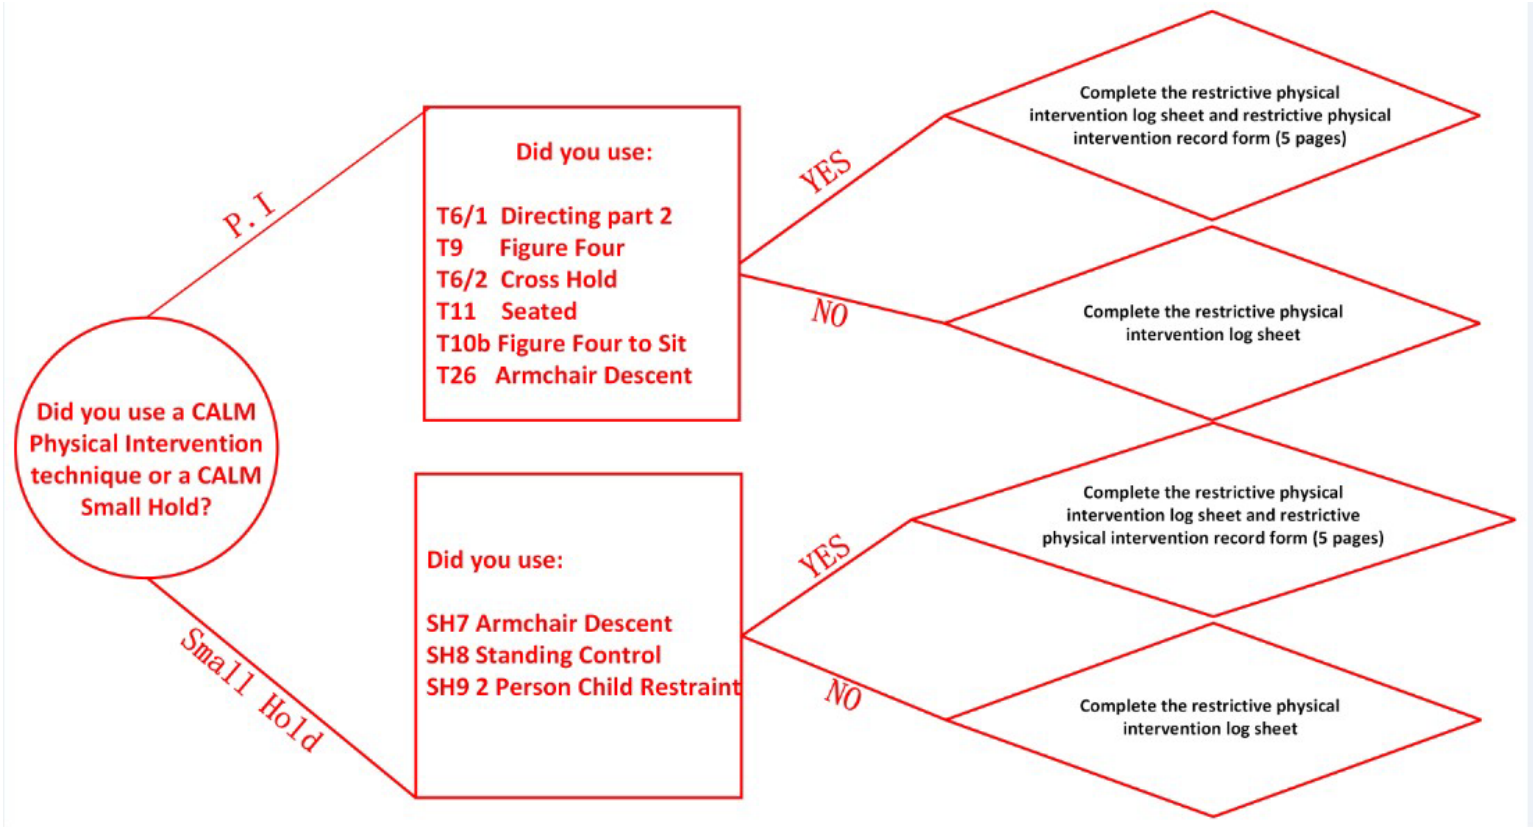 Did you use a CALM
Physical Intervention
technique or a CALM
Small Hold?
P.I
Did you use:
T6/1 Directing part 2
T9 Figure Four
T6/2 Cross Hold
T11 Seated
T10b Figure Four to Sit
T26 Armchair Descent
YES
Complete the restrictive physical
intervention log sheet and restrictive physical
intervention record form (5 pages)
NO
Complete the restrictive physical
intervention log sheet
Small Hold
Did you use:
SH7 Armchair Descent
SH8 Standing Control
SH9 2 Person Child Restraint
YES
Complete the restrictive physical
intervention log sheet and restrictive
physical intervention record form (5 pages)
NO
Complete the restrictive physical
intervention log sheet